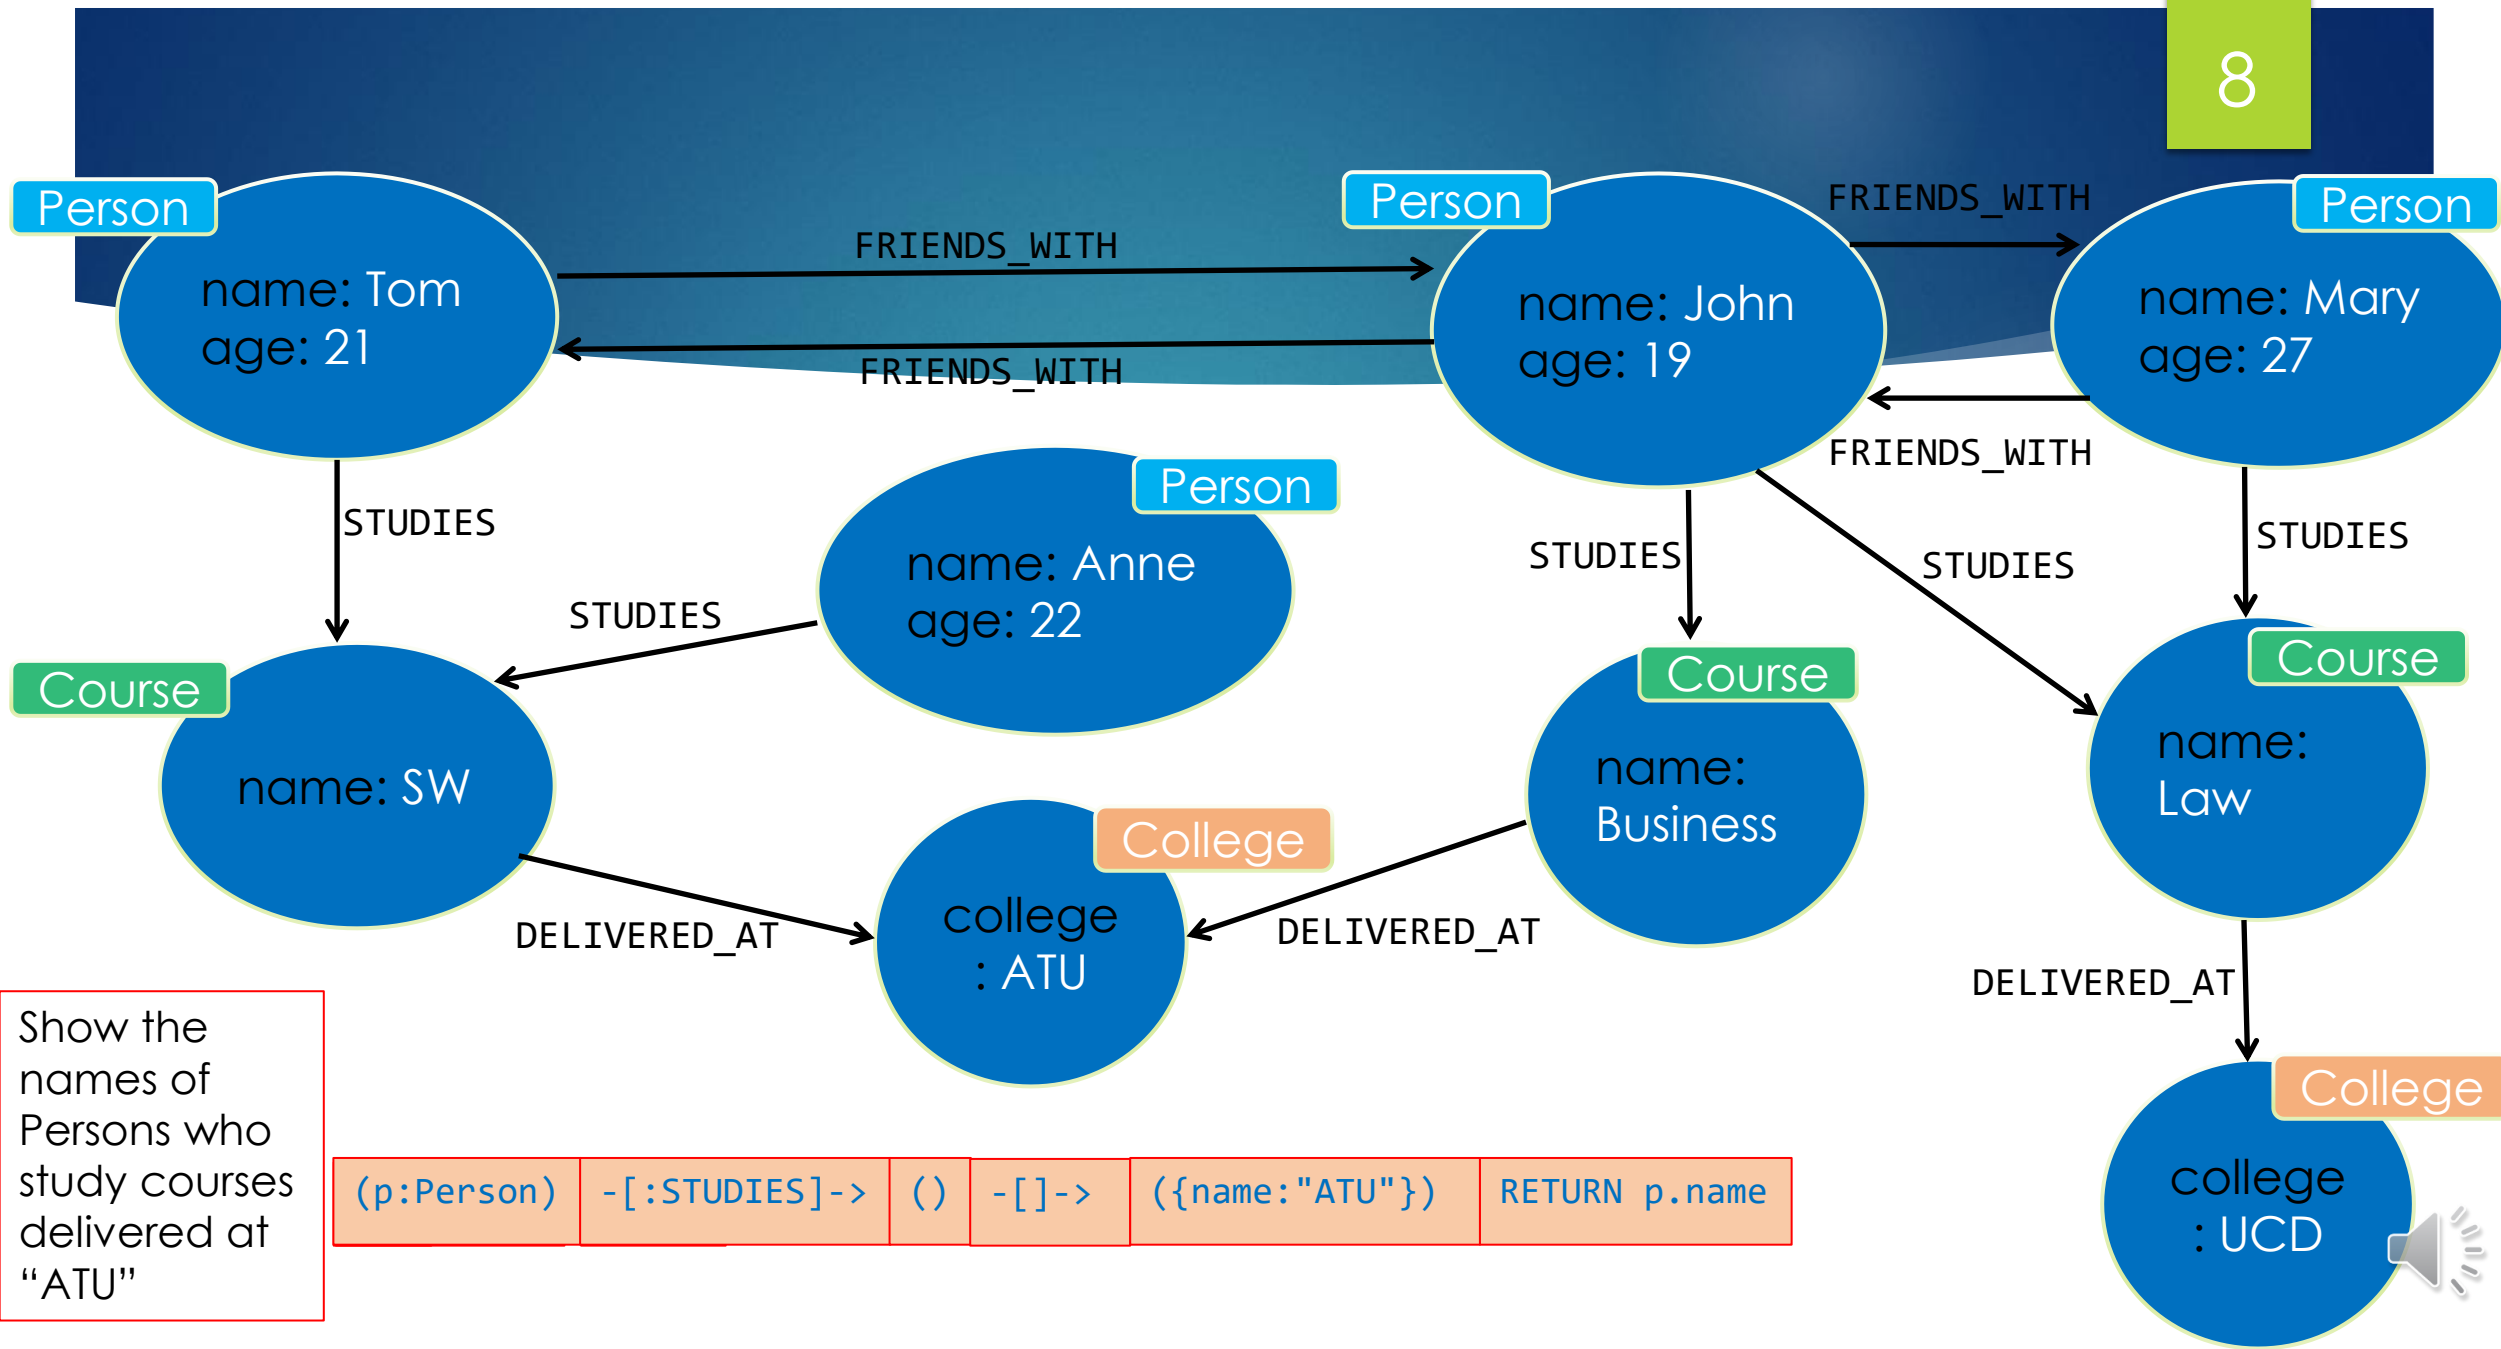 8
Person
Person
Person
FRIENDS_WITH
FRIENDS_WITH
name: Tom
age: 21
name: John
age: 19
name: Mary
age: 27
FRIENDS_WITH
FRIENDS_WITH
STUDIES
Person
name: Anne
age: 22
STUDIES
STUDIES
STUDIES
STUDIES
Course
name: SW
Course
name:
Business
Course
name:
Law
College
college
: ATU
DELIVERED_AT
DELIVERED_AT
DELIVERED_AT
College
college
: UCD
Show the
names of
Persons who
study courses
delivered at
“ATU”
(p:Person) -[:STUDIES]-> () -[]-> ({name:"ATU"}) RETURN p.name